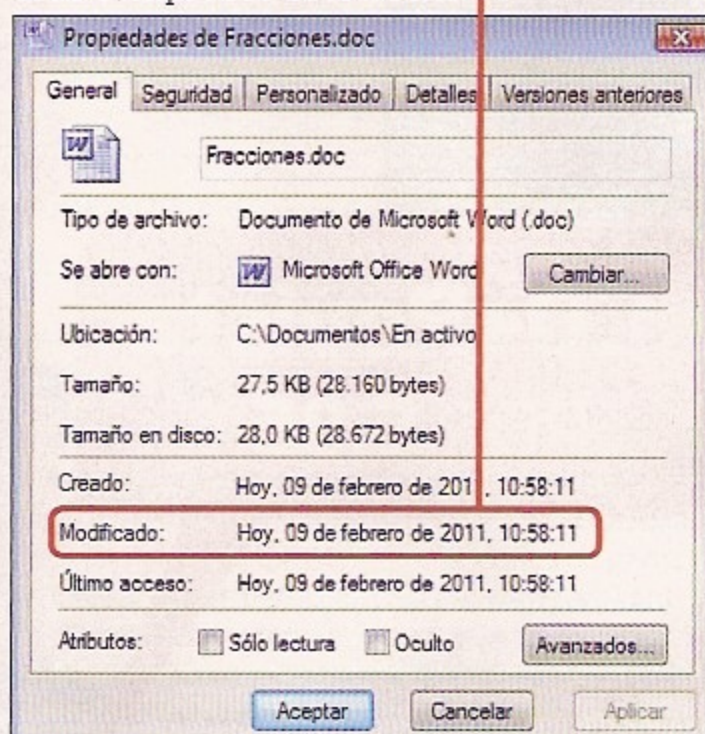 Propiedades de Fracciones.doc
General Seguridad Personalizado Detalles Versiones anteriores
Fracciones.doc
Tipo de archivo: Documento de Microsoft Word (.doc)
Se abre con: Microsoft Office Word Cambiar...
Ubicación: C:\Documentos\En activo
Tamaño: 27,5 KB (28.160 bytes)
Tamaño en disco: 28,0 KB (28.672 bytes)
Creado: Hoy, 09 de febrero de 201, 10:58:11
Modificado: Hoy, 09 de febrero de 2011, 10:58:11
Último acceso: Hoy, 09 de febrero de 2011, 10:58:11
Atributos: Sólo lectura Oculto Avanzados...
Aceptar Cancelar Aplicar